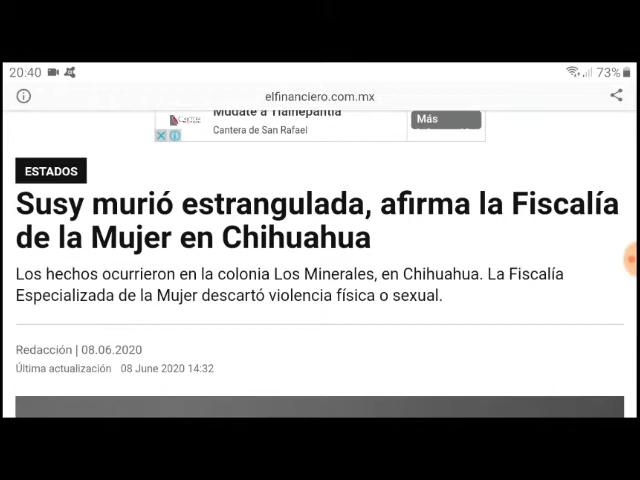 20:40
73%
elfinanciero.com.mx
Múdate a Tlalnepantla
Más
Cantera de San Rafael
ESTADOS
Susy murió estrangulada, afirma la Fiscalía
de la Mujer en Chihuahua
Los hechos ocurrieron en la colonia Los Minerales, en Chihuahua. La Fiscalía
Especializada de la Mujer descartó violencia física o sexual.
Redacción | 08.06.2020
Última actualización 08 June 2020 14:32